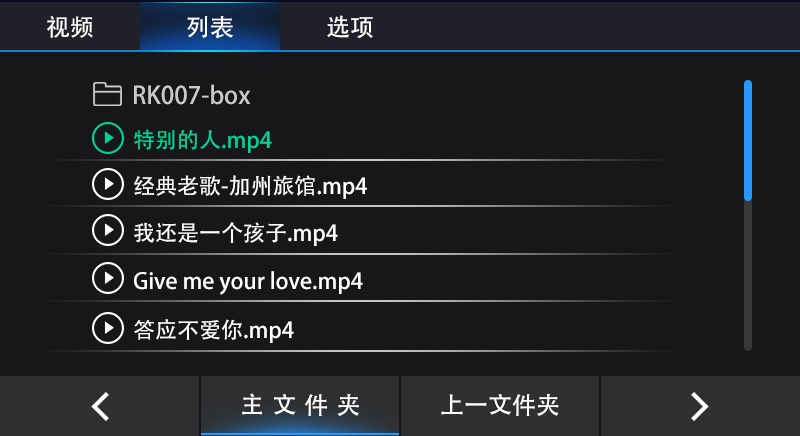 视频 列表 选项
RK007-box
特别的人.mp4
经典老歌-加州旅馆.mp4
我还是一个孩子.mp4
Give me your love.mp4
答应不爱你.mp4
主文件夹 上一文件夹